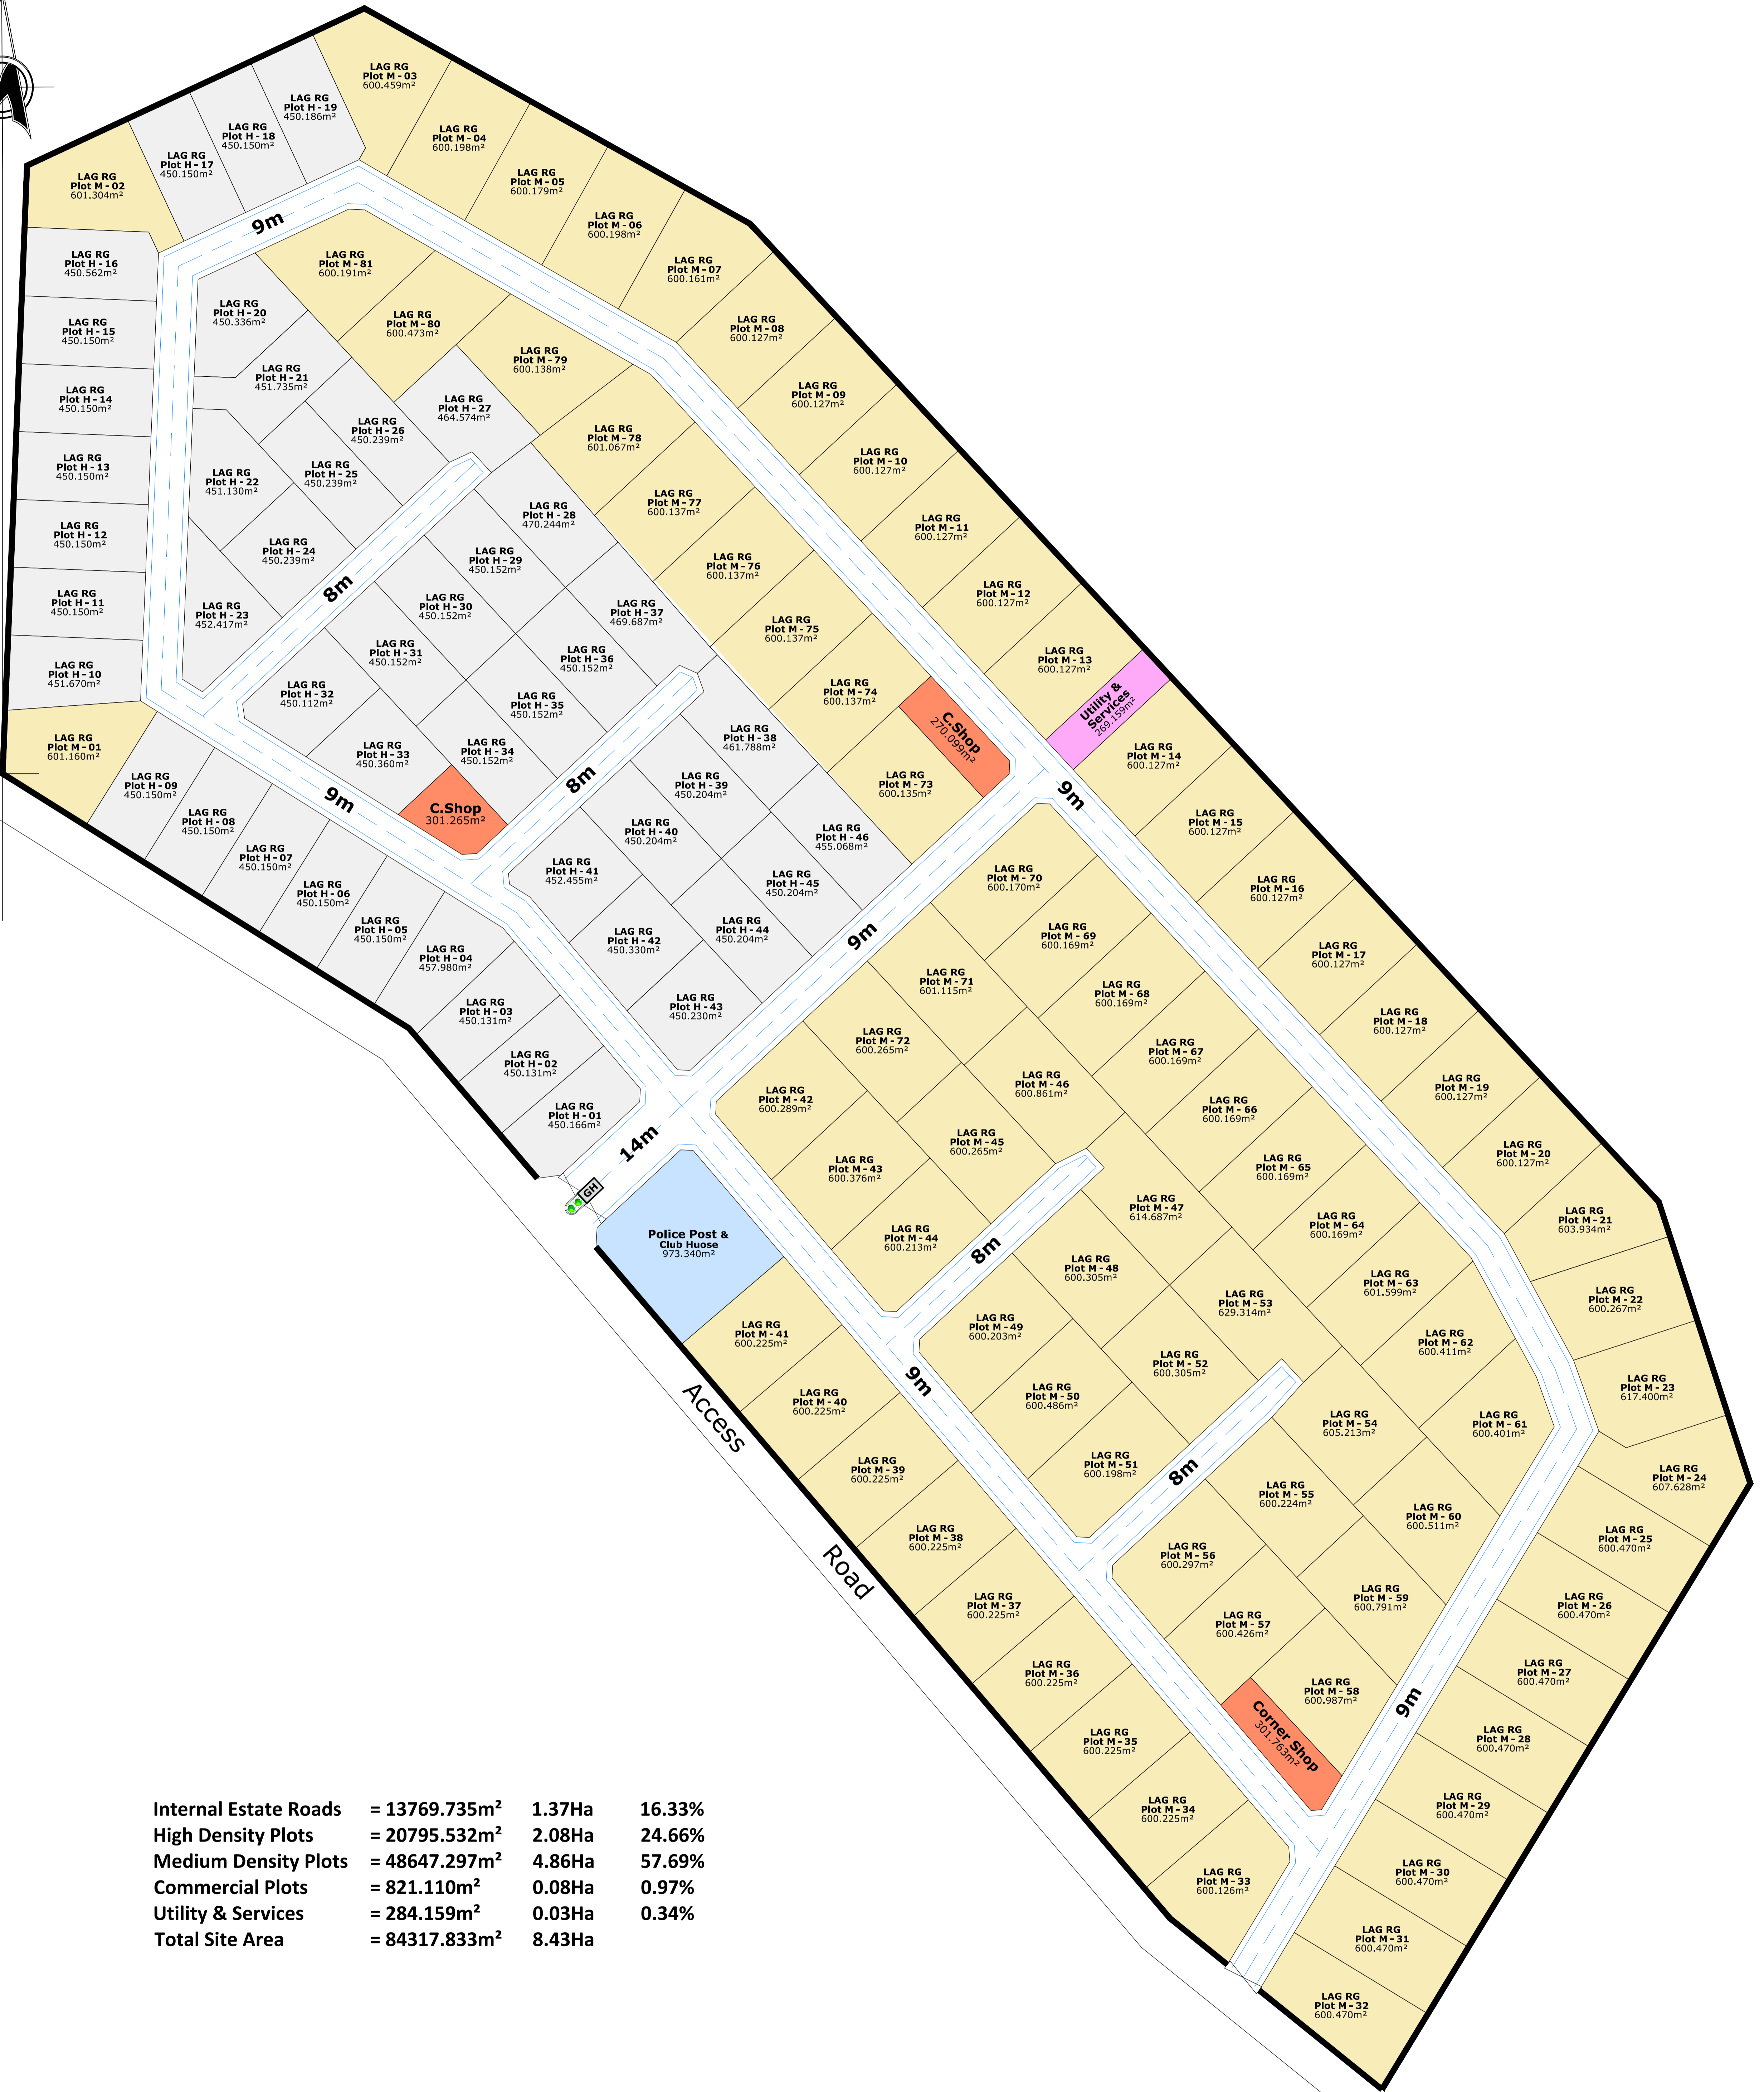 LAG RG
Plot M - 03
600.459m²
LAG RG
Plot H - 19
450.186m²
LAG RG
Plot H - 18
450.150m²
LAG RG
Plot H - 17
450.150m²
LAG RG
Plot M - 02
601.304m²
LAG RG
Plot M - 04
600.198m²
LAG RG
Plot M - 05
600.179m²
LAG RG
Plot M - 06
600.198m²
LAG RG
Plot M - 07
600.161m²
9m
LAG RG
Plot H - 16
450.562m²
LAG RG
Plot M - 81
600.191m²
LAG RG
Plot H - 20
450.336m²
LAG RG
Plot M - 80
600.473m²
LAG RG
Plot M - 08
600.127m²
LAG RG
Plot H - 15
450.150m²
LAG RG
Plot M - 79
600.138m²
LAG RG
Plot H - 21
451.735m²
LAG RG
Plot M - 09
600.127m²
LAG RG
Plot H - 14
450.150m²
LAG RG
Plot H - 27
464.574m²
LAG RG
Plot H - 26
450.239m²
LAG RG
Plot M - 78
601.067m²
LAG RG
Plot M - 10
600.127m²
LAG RG
Plot H - 13
450.150m²
LAG RG
Plot H - 25
450.239m²
LAG RG
Plot H - 22
451.130m²
LAG RG
Plot M - 77
600.137m²
LAG RG
Plot H - 28
470.244m²
LAG RG
Plot M - 11
600.127m²
LAG RG
Plot H - 12
450.150m²
LAG RG
Plot H - 24
450.239m²
LAG RG
Plot H - 29
450.152m²
LAG RG
Plot M - 76
600.137m²
8m
LAG RG
Plot M - 12
600.127m²
LAG RG
Plot H - 11
450.150m²
LAG RG
Plot H - 23
452.417m²
LAG RG
Plot H - 30
450.152m²
LAG RG
Plot H - 37
469.687m²
LAG RG
Plot M - 75
600.137m²
LAG RG
Plot H - 31
450.152m²
LAG RG
Plot H - 36
450.152m²
LAG RG
Plot M - 13
600.127m²
LAG RG
Plot H - 10
451.670m²
LAG RG
Plot H - 32
450.112m²
LAG RG
Plot H - 35
450.152m²
LAG RG
Plot M - 74
600.137m²
Utility &
Services
269.159m²
LAG RG
Plot M - 01
601.160m²
LAG RG
Plot H - 33
450.360m²
LAG RG
Plot H - 34
450.152m²
LAG RG
Plot H - 38
461.788m²
C.Shop
270.099m²
LAG RG
Plot M - 14
600.127m²
LAG RG
Plot H - 09
450.150m²
9m
8m
LAG RG
Plot H - 39
450.204m²
LAG RG
Plot M - 73
600.135m²
9m
C.Shop
301.265m²
LAG RG
Plot H - 08
450.150m²
LAG RG
Plot H - 40
450.204m²
LAG RG
Plot H - 46
455.068m²
LAG RG
Plot M - 15
600.127m²
LAG RG
Plot H - 07
450.150m²
LAG RG
Plot H - 41
452.455m²
LAG RG
Plot H - 45
450.204m²
LAG RG
Plot M - 70
600.170m²
LAG RG
Plot M - 16
600.127m²
LAG RG
Plot H - 06
450.150m²
LAG RG
Plot H - 05
450.150m²
LAG RG
Plot H - 42
450.330m²
LAG RG
Plot H - 44
450.204m²
9m
LAG RG
Plot M - 69
600.169m²
LAG RG
Plot M - 17
600.127m²
LAG RG
Plot H - 04
457.980m²
LAG RG
Plot M - 71
601.115m²
LAG RG
Plot M - 68
600.169m²
LAG RG
Plot H - 03
450.131m²
LAG RG
Plot H - 43
450.230m²
LAG RG
Plot M - 18
600.127m²
LAG RG
Plot M - 72
600.265m²
LAG RG
Plot M - 67
600.169m²
LAG RG
Plot H - 02
450.131m²
LAG RG
Plot M - 42
600.289m²
LAG RG
Plot M - 46
600.861m²
LAG RG
Plot M - 19
600.127m²
LAG RG
Plot H - 01
450.166m²
LAG RG
Plot M - 66
600.169m²
14m
LAG RG
Plot M - 45
600.265m²
LAG RG
Plot M - 20
600.127m²
LAG RG
Plot M - 43
600.376m²
LAG RG
Plot M - 65
600.169m²
GH
LAG RG
Plot M - 47
614.687m²
LAG RG
Plot M - 21
603.934m²
Police Post &
Club Huose
973.340m²
LAG RG
Plot M - 44
600.213m²
8m
LAG RG
Plot M - 64
600.169m²
LAG RG
Plot M - 48
600.305m²
LAG RG
Plot M - 63
601.599m²
LAG RG
Plot M - 22
600.267m²
LAG RG
Plot M - 41
600.225m²
LAG RG
Plot M - 49
600.203m²
LAG RG
Plot M - 53
629.314m²
LAG RG
Plot M - 62
600.411m²
LAG RG
Plot M - 52
600.305m²
LAG RG
Plot M - 23
617.400m²
Access
LAG RG
Plot M - 40
600.225m²
9m
LAG RG
Plot M - 50
600.486m²
LAG RG
Plot M - 54
605.213m²
LAG RG
Plot M - 61
600.401m²
LAG RG
Plot M - 39
600.225m²
LAG RG
Plot M - 51
600.198m²
8m
LAG RG
Plot M - 24
607.628m²
LAG RG
Plot M - 55
600.224m²
LAG RG
Plot M - 60
600.511m²
LAG RG
Plot M - 38
600.225m²
LAG RG
Plot M - 25
600.470m²
Road
LAG RG
Plot M - 56
600.297m²
LAG RG
Plot M - 37
600.225m²
LAG RG
Plot M - 59
600.791m²
LAG RG
Plot M - 26
600.470m²
LAG RG
Plot M - 57
600.426m²
LAG RG
Plot M - 36
600.225m²
LAG RG
Plot M - 58
600.987m²
LAG RG
Plot M - 27
600.470m²
9m
LAG RG
Plot M - 35
600.225m²
Corner Shop
301.763m²
LAG RG
Plot M - 28
600.470m²
LAG RG
Plot M - 34
600.225m²
LAG RG
Plot M - 29
600.470m²
LAG RG
Plot M - 33
600.126m²
LAG RG
Plot M - 30
600.470m²
LAG RG
Plot M - 31
600.470m²
LAG RG
Plot M - 32
600.470m²
Internal Estate Roads = 13769.735m² 1.37Ha 16.33%
High Density Plots = 20795.532m² 2.08Ha 24.66%
Medium Density Plots = 48647.297m² 4.86Ha 57.69%
Commercial Plots = 821.110m² 0.08Ha 0.97%
Utility & Services = 284.159m² 0.03Ha 0.34%
Total Site Area = 84317.833m² 8.43Ha